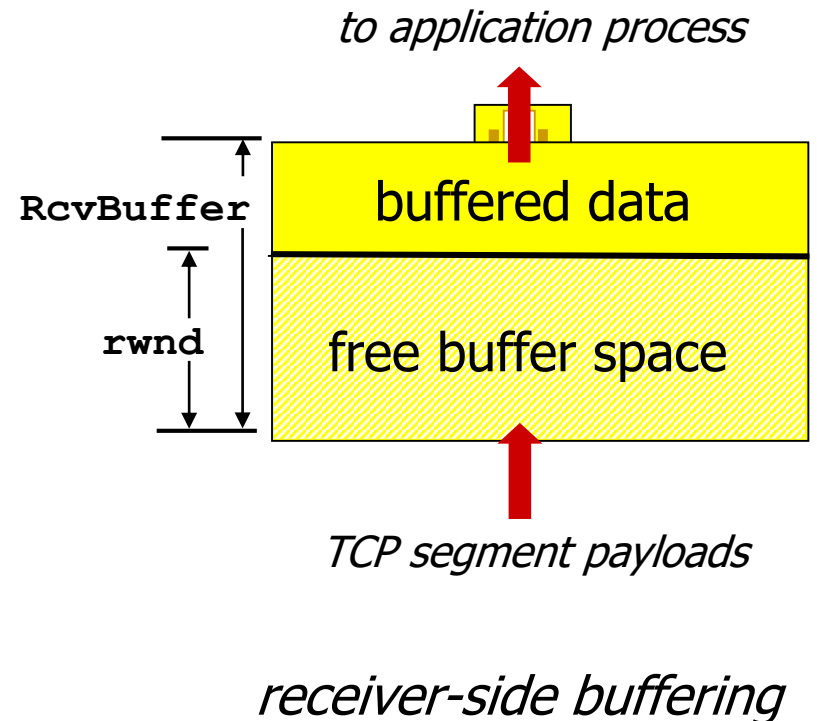 to application process
RcvBuffer
buffered data
rwnd
free buffer space
TCP segment payloads
receiver-side buffering